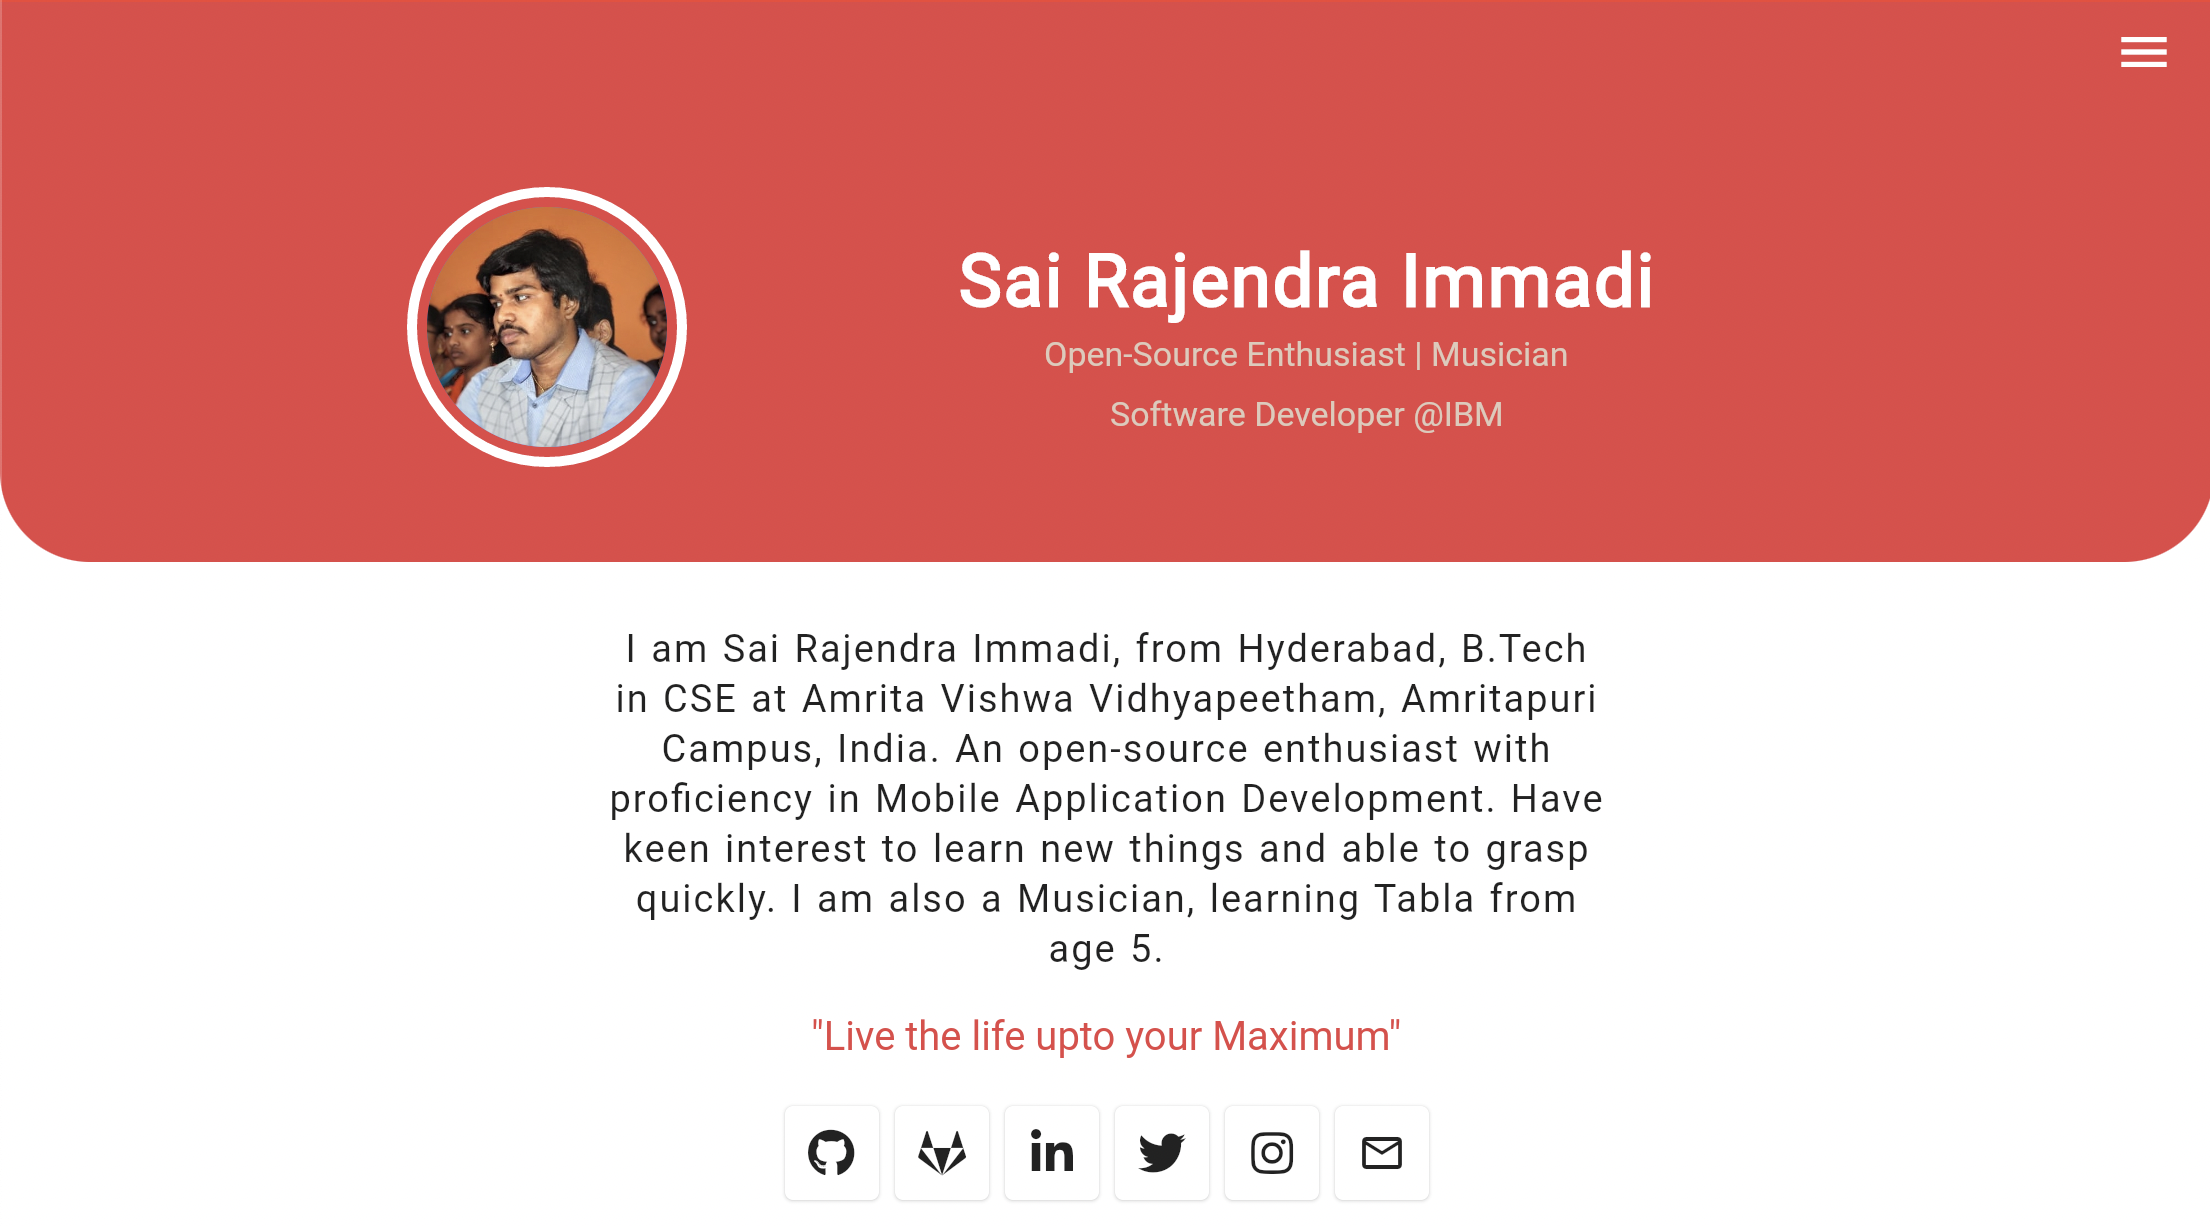 Sai Rajendra Immadi
Open-Source Enthusiast | Musician
Software Developer @IBM
I am Sai Rajendra Immadi, from Hyderabad, B.Tech
in CSE at Amrita Vishwa Vidhyapeetham, Amritapuri
Campus, India. An open-source enthusiast with
proficiency in Mobile Application Development. Have
keen interest to learn new things and able to grasp
quickly. I am also a Musician, learning Tabla from
age 5.
"Live the life upto your Maximum"